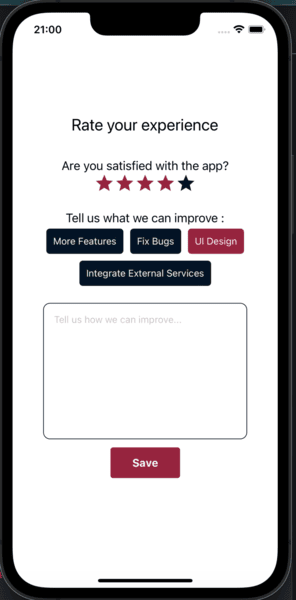 21:00
Rate your experience
Are you satisfied with the app?
Tell us what we can improve :
More Features Fix Bugs UI Design
Integrate External Services
Tell us how we can improve...
Save